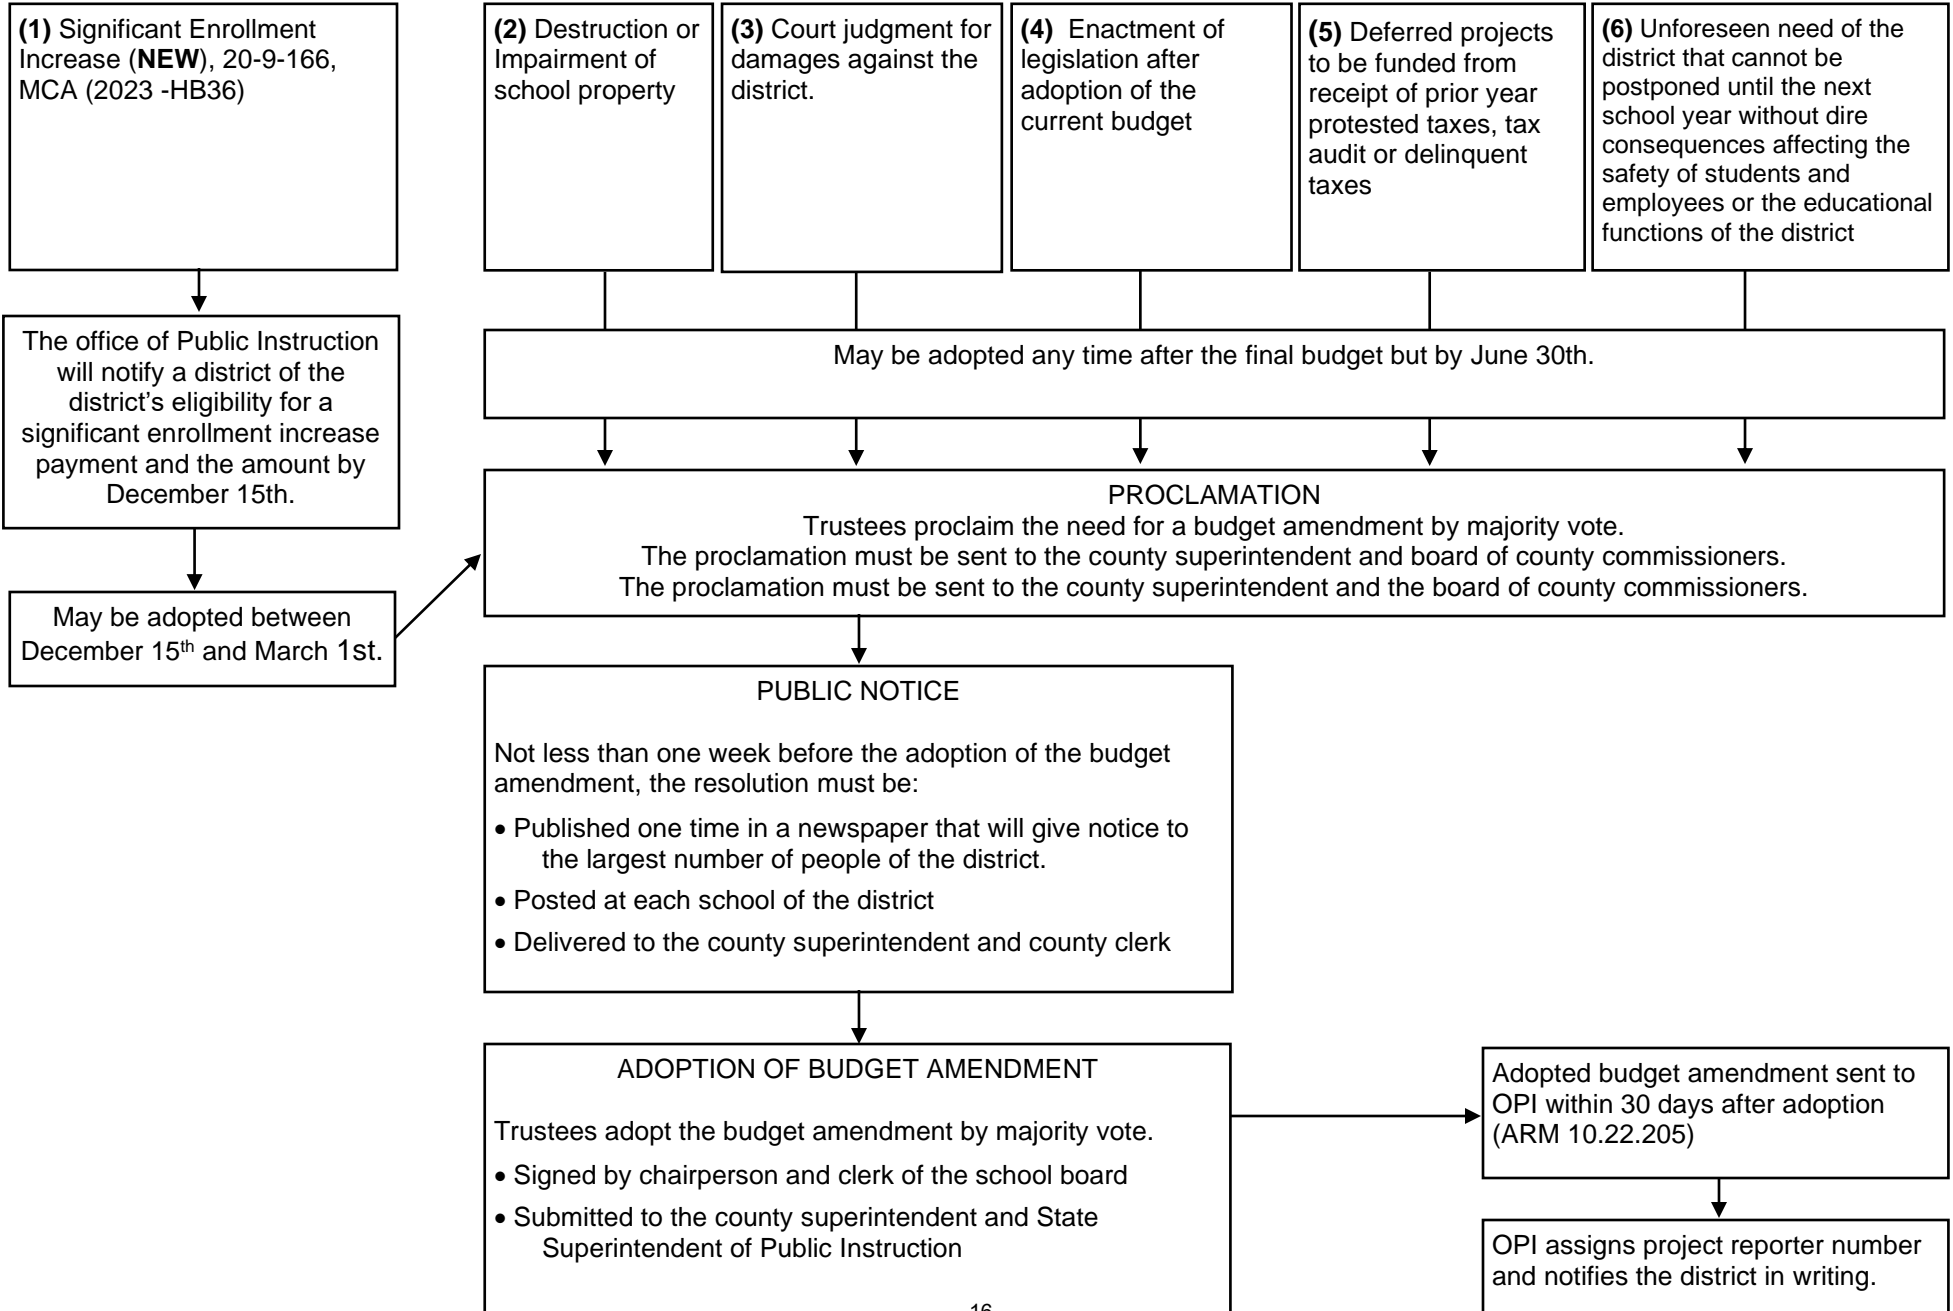 (1) Significant Enrollment
Increase (NEW), 20-9-166,
MCA (2023 -HB36)
(2) Destruction or
Impairment of
school property
(3) Court judgment for
damages against the
district.
(4) Enactment of
legislation after
adoption of the
current budget
(5) Deferred projects
to be funded from
receipt of prior year
protested taxes, tax
audit or delinquent
taxes
(6) Unforeseen need of the
district that cannot be
postponed until the next
school year without dire
consequences affecting the
safety of students and
employees or the educational
functions of the district
The office of Public Instruction
will notify a district of the
district’s eligibility for a
significant enrollment increase
payment and the amount by
December 15th.
May be adopted any time after the final budget but by June 30th.
May be adopted between
December 15th and March 1st.
PROCLAMATION
Trustees proclaim the need for a budget amendment by majority vote.
The proclamation must be sent to the county superintendent and board of county commissioners.
The proclamation must be sent to the county superintendent and the board of county commissioners.
PUBLIC NOTICE
Not less than one week before the adoption of the budget
amendment, the resolution must be:
• Published one time in a newspaper that will give notice to
the largest number of people of the district.
• Posted at each school of the district
• Delivered to the county superintendent and county clerk
ADOPTION OF BUDGET AMENDMENT
Trustees adopt the budget amendment by majority vote.
• Signed by chairperson and clerk of the school board
• Submitted to the county superintendent and State
Superintendent of Public Instruction
Adopted budget amendment sent to
OPI within 30 days after adoption
(ARM 10.22.205)
OPI assigns project reporter number
and notifies the district in writing.
16